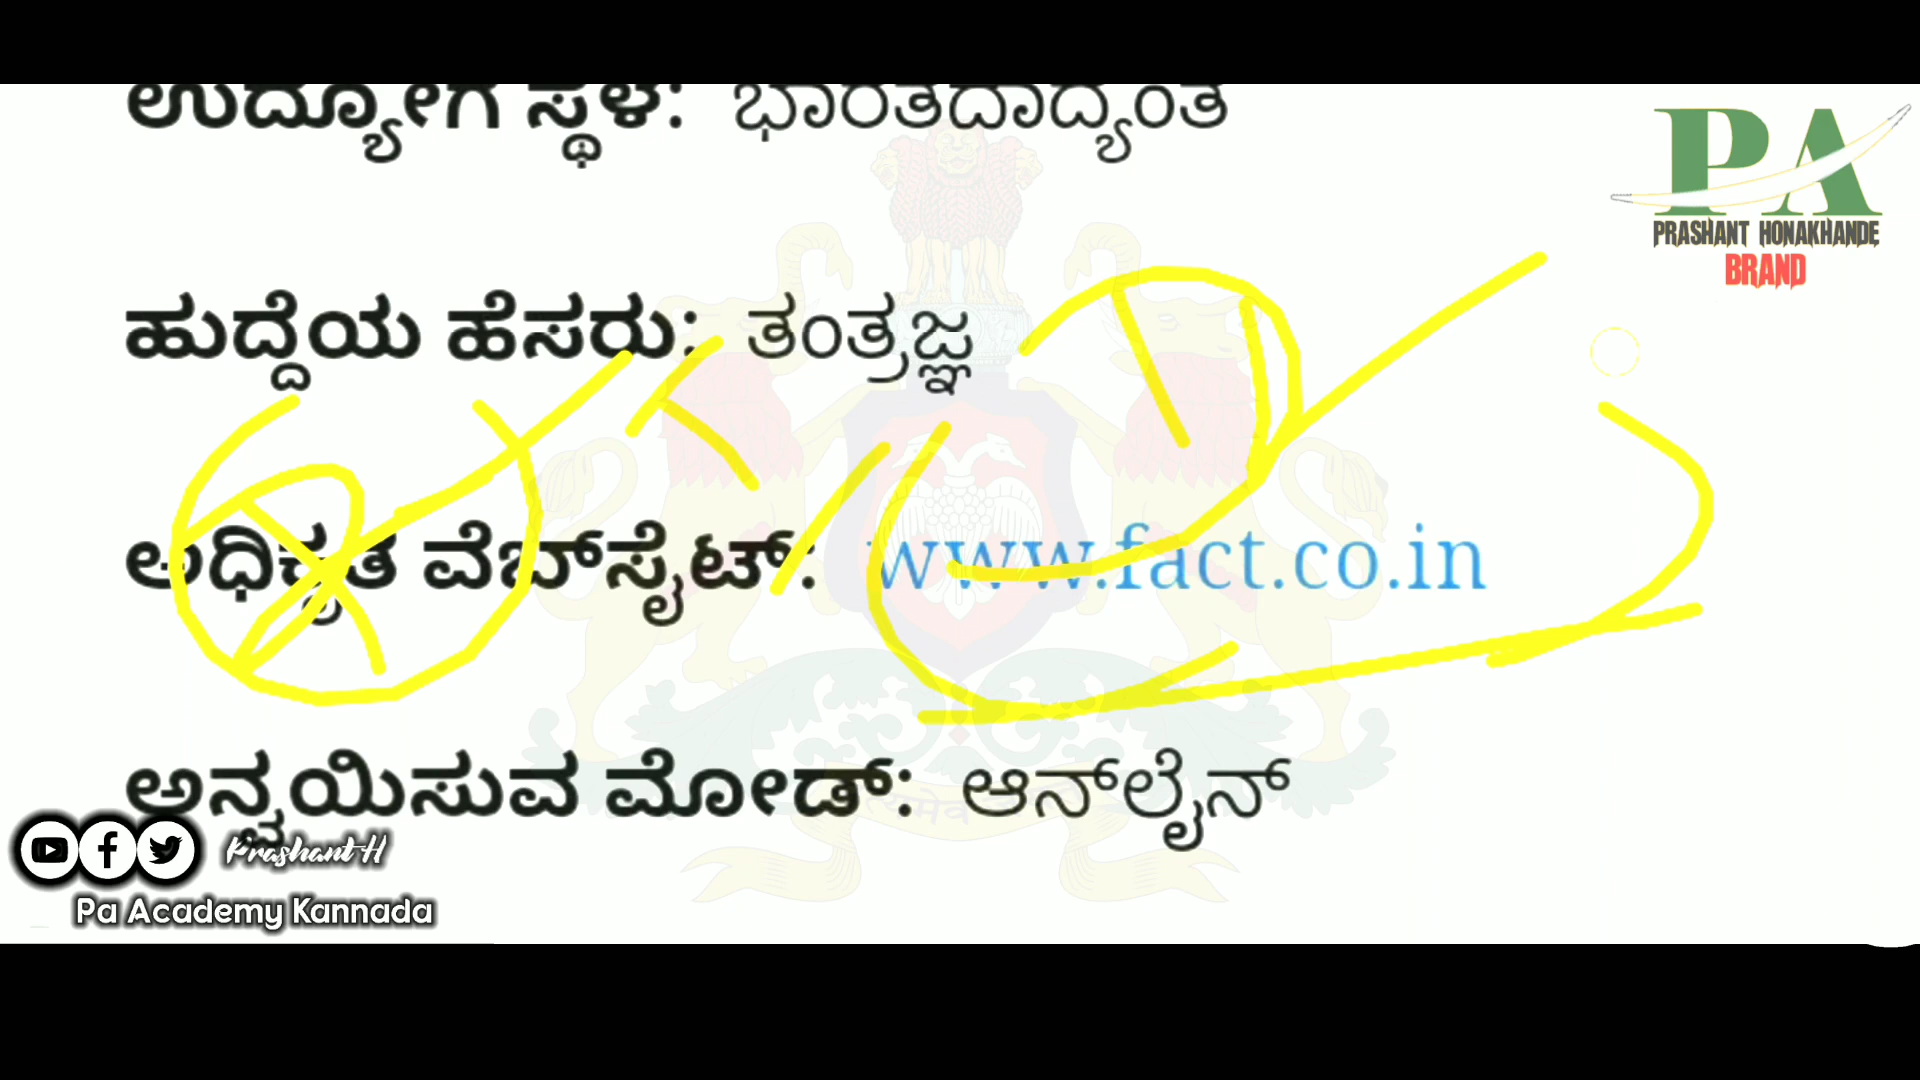 ಉದ್ಯೋಗ ಸ್ಥಳ: ಭಾರತದಾದ್ಯಂತ
PA
PRASHANT HONAKHANDE
BRAND
ಹುದ್ದೆಯ ಹೆಸರು: ತಂತ್ರಜ್ಞ
ಅಧಿಕೃತ ವೆಬ್‌ಸೈಟ್: www.fact.co.in
ಅನ್ವಯಿಸುವ ಮೋಡ್: ಆನ್‌ಲೈನ್
Prashant H
Pa Academy Kannada